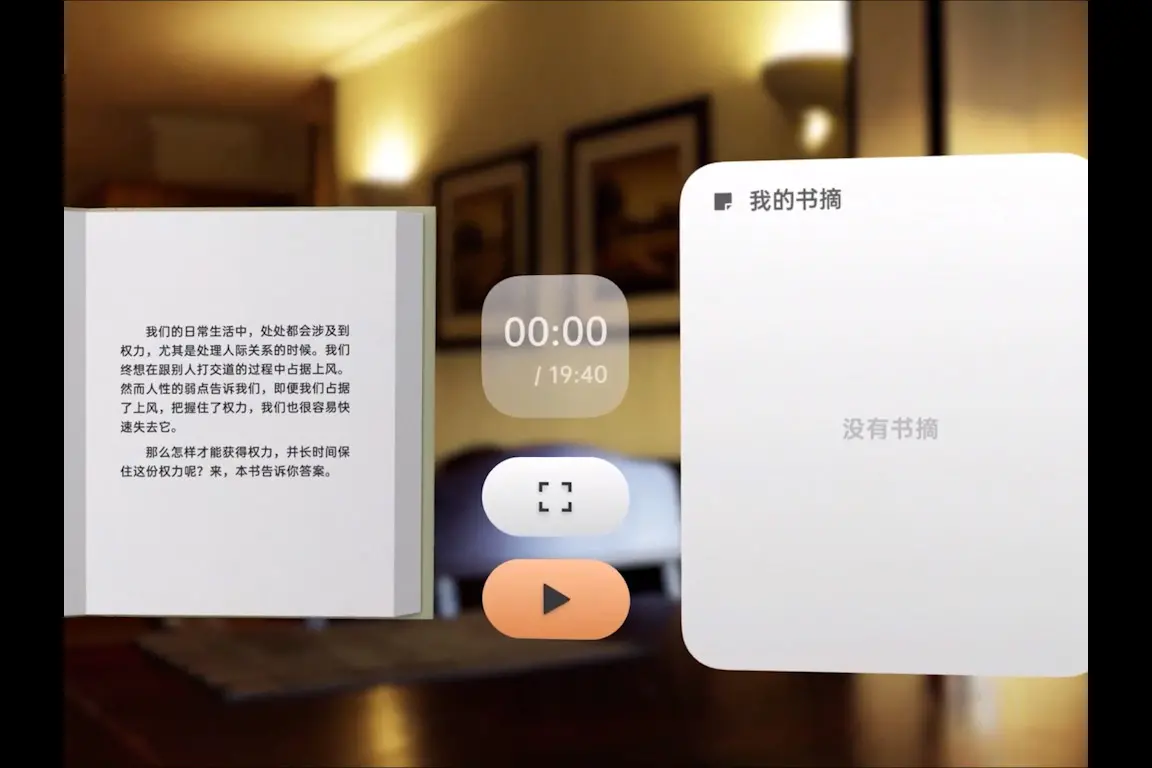 我们的日常生活中，处处都会涉及到
权力，尤其是处理人际关系的时候。我们
终想在跟别人打交道的过程中占据上风。
然而人性的弱点告诉我们，即便我们占据
了上风，把握住了权力，我们也很容易快
速失去它。
那么怎样才能获得权力，并长时间保
住这份权力呢？来，本书告诉你答案。
00:00
/ 19:40
我的书摘
没有书摘